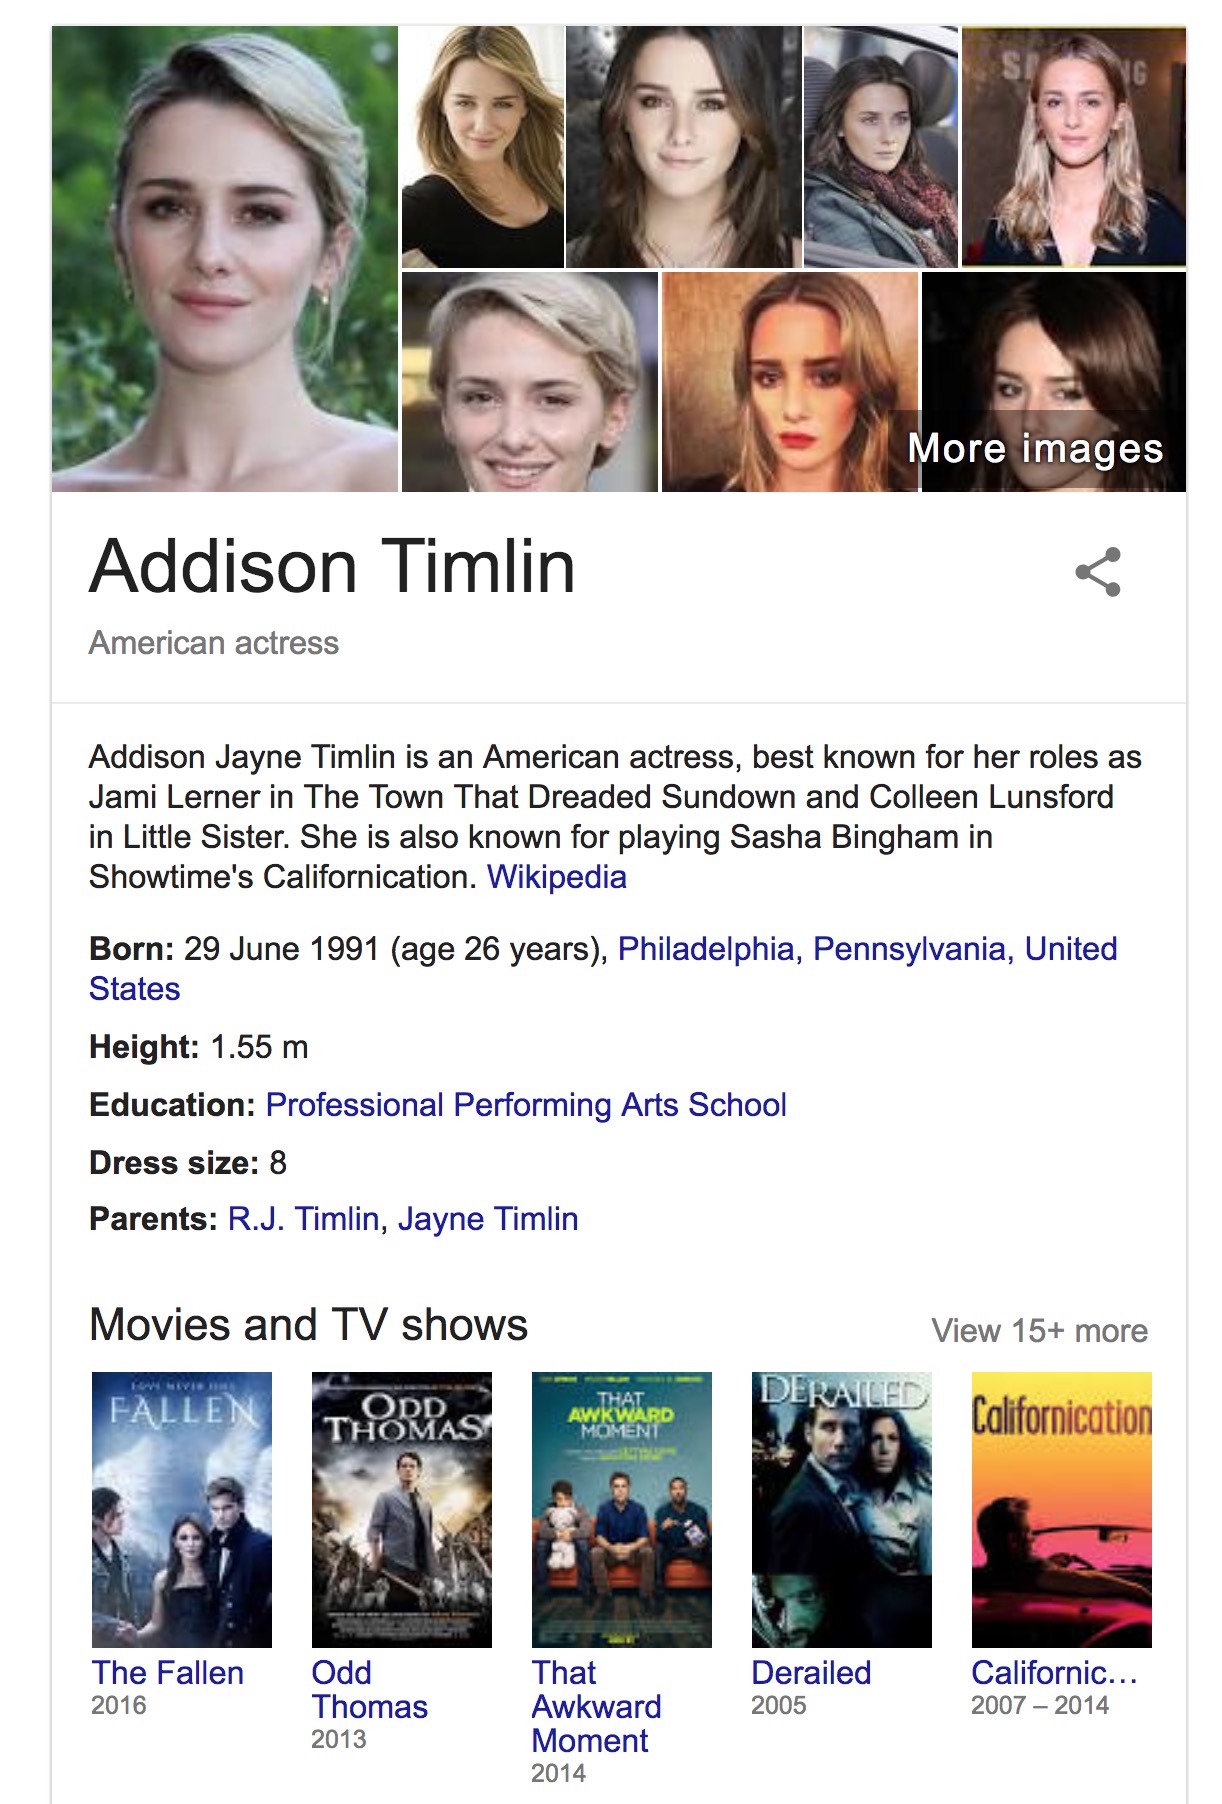 SA NG
More images
Addison Timlin
American actress
Addison Jayne Timlin is an American actress, best known for her roles as
Jami Lerner in The Town That Dreaded Sundown and Colleen Lunsford
in Little Sister. She is also known for playing Sasha Bingham in
Showtime's Californication. Wikipedia
Born: 29 June 1991 (age 26 years), Philadelphia, Pennsylvania, United
States
Height: 1.55 m
Education: Professional Performing Arts School
Dress size: 8
Parents: R.J. Timlin, Jayne Timlin
Movies and TV shows
View 15+ more
LOVE NEVER DIES
FALLEN
ODD
THOMAS
THAT
AWKWARD
MOMENT
DERAILED
Californication
The Fallen
2016
Odd
Thomas
2013
That
Awkward
Moment
2014
Derailed
2005
Californic...
2007 – 2014